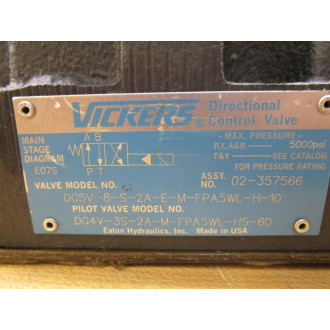 VICKERS® Directional Control Valve
MAIN STAGE DIAGRAM
E07S
A B
P T
–MAX. PRESSURE–
P.X.A&B — 5000psi
T&Y — SEE CATALOG
FOR PRESSURE RATING
ASSY. NO. 02-357566
VALVE MODEL NO.
DG5V-8-S-2A-E-M-FPA5WL-H-10
PILOT VALVE MODEL NO.
DG4V-3S-2A-M-FPA5WL-H5-60
Eaton Hydraulics, Inc. Made in USA